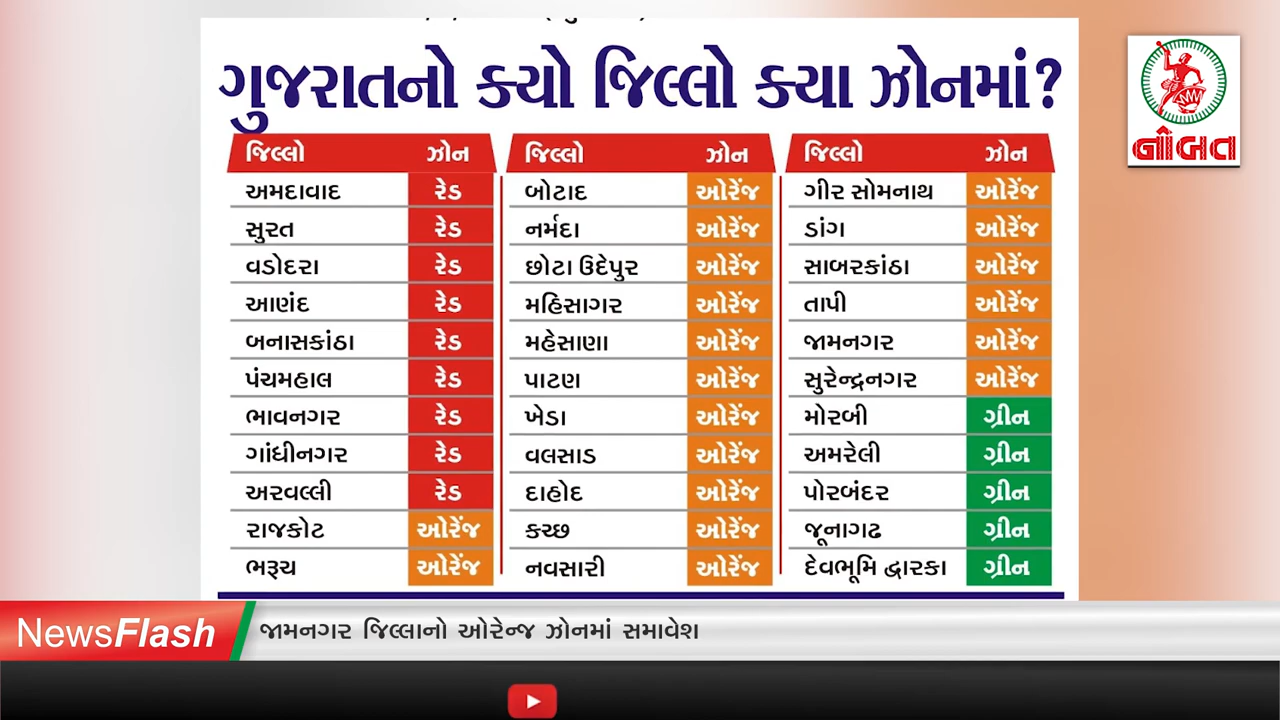 ગુજરાતનો ક્યો જિલ્લો ક્યા ઝોનમાં?
નોબત
જિલ્લો ઝોન જિલ્લો ઝોન જિલ્લો ઝોન
અમદાવાદ રેડ બોટાદ ઓરેંજ ગીર સોમનાથ ઓરેંજ
સુરત રેડ નર્મદા ઓરેંજ ડાંગ ઓરેંજ
વડોદરા રેડ છોટા ઉદેપુર ઓરેંજ સાબરકાંઠા ઓરેંજ
આણંદ રેડ મહિસાગર ઓરેંજ તાપી ઓરેંજ
બનાસકાંઠા રેડ મહેસાણા ઓરેંજ જામનગર ઓરેંજ
પંચમહાલ રેડ પાટણ ઓરેંજ સુરેન્દ્રનગર ઓરેંજ
ભાવનગર રેડ ખેડા ઓરેંજ મોરબી ગ્રીન
ગાંધીનગર રેડ વલસાડ ઓરેંજ અમરેલી ગ્રીન
અરવલ્લી રેડ દાહોદ ઓરેંજ પોરબંદર ગ્રીન
રાજકોટ ઓરેંજ કચ્છ ઓરેંજ જૂનાગઢ ગ્રીન
ભરૂચ ઓરેંજ નવસારી ઓરેંજ દેવભૂમિ દ્વારકા ગ્રીન
NewsFlash જામનગર જિલ્લાનો ઓરેન્જ ઝોનમાં સમાવેશ